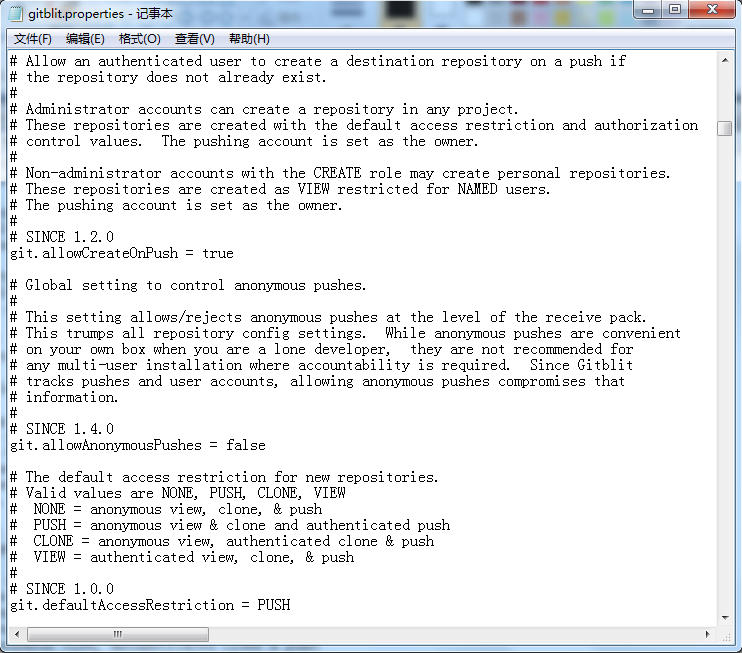 gitblit.properties - 记事本
文件(F) 编辑(E) 格式(O) 查看(V) 帮助(H)
# Allow an authenticated user to create a destination repository on a push if
# the repository does not already exist.
#
# Administrator accounts can create a repository in any project.
# These repositories are created with the default access restriction and authorization
# control values.  The pushing account is set as the owner.
#
# Non-administrator accounts with the CREATE role may create personal repositories.
# These repositories are created as VIEW restricted for NAMED users.
# The pushing account is set as the owner.
#
# SINCE 1.2.0
git.allowCreateOnPush = true
# Global setting to control anonymous pushes.
#
# This setting allows/rejects anonymous pushes at the level of the receive pack.
# This trumps all repository config settings.  While anonymous pushes are convenient
# on your own box when you are a lone developer,  they are not recommended for
# any multi-user installation where accountability is required.  Since Gitblit
# tracks pushes and user accounts, allowing anonymous pushes compromises that
# information.
#
# SINCE 1.4.0
git.allowAnonymousPushes = false
# The default access restriction for new repositories.
# Valid values are NONE, PUSH, CLONE, VIEW
#  NONE = anonymous view, clone, & push
#  PUSH = anonymous view & clone and authenticated push
#  CLONE = anonymous view, authenticated clone & push
#  VIEW = authenticated view, clone, & push
#
# SINCE 1.0.0
git.defaultAccessRestriction = PUSH